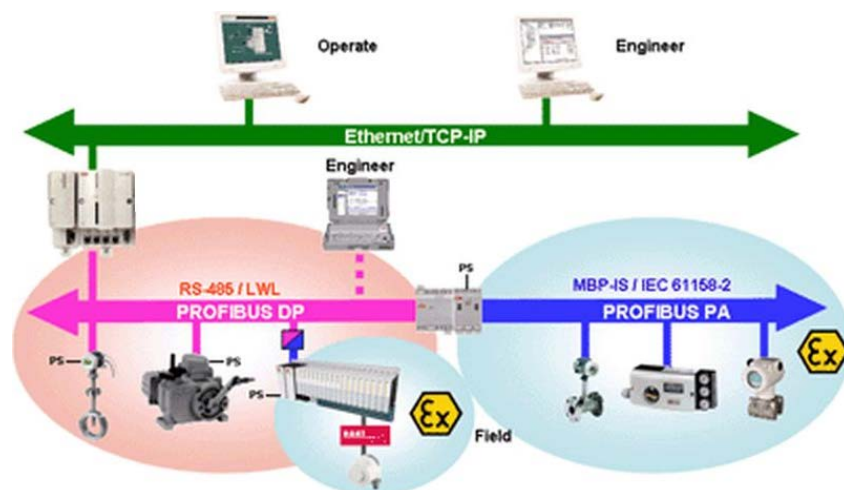 Operate
Engineer
Ethernet/TCP-IP
Engineer
PS
RS-485 / LWL
MBP-IS / IEC 61158-2
PROFIBUS DP
PROFIBUS PA
PS
PS
PS
Ex
Ex
Field